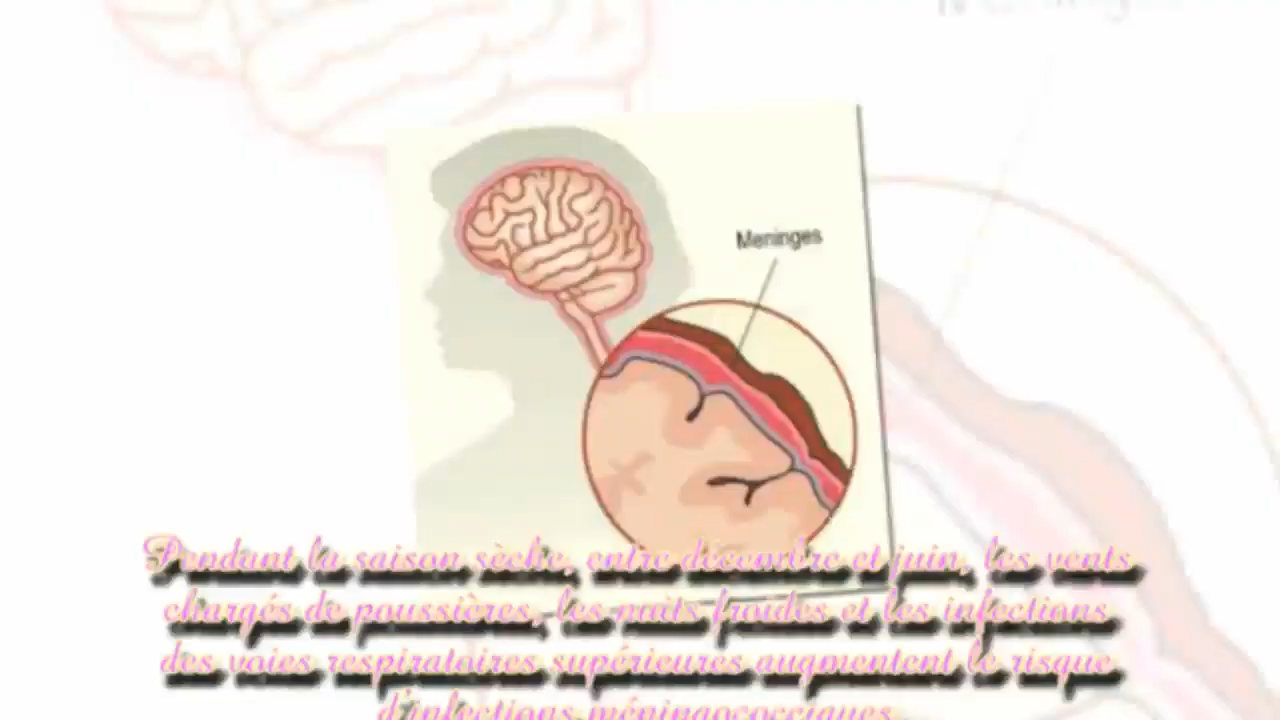 Meninges
Pendant la saison sèche, entre décembre et juin, les vents
chargés de poussières, les nuits froides et les infections
des voies respiratoires supérieures augmentent le risque
d'infections méningococciques.